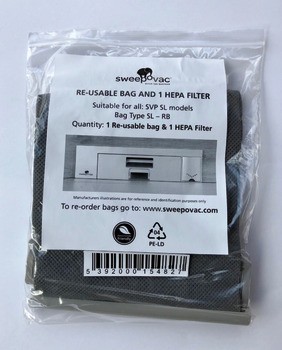 sweepovac
RE-USABLE BAG AND 1 HEPA FILTER
Suitable for all: SVP SL models
Bag Type SL – RB
Quantity: 1 Re-usable bag & 1 HEPA Filter
Manufacturers illustrations are for reference and identification purposes only.
To re-order bags go to: www.sweepovac.com
04
PE-LD
5 392000 154827